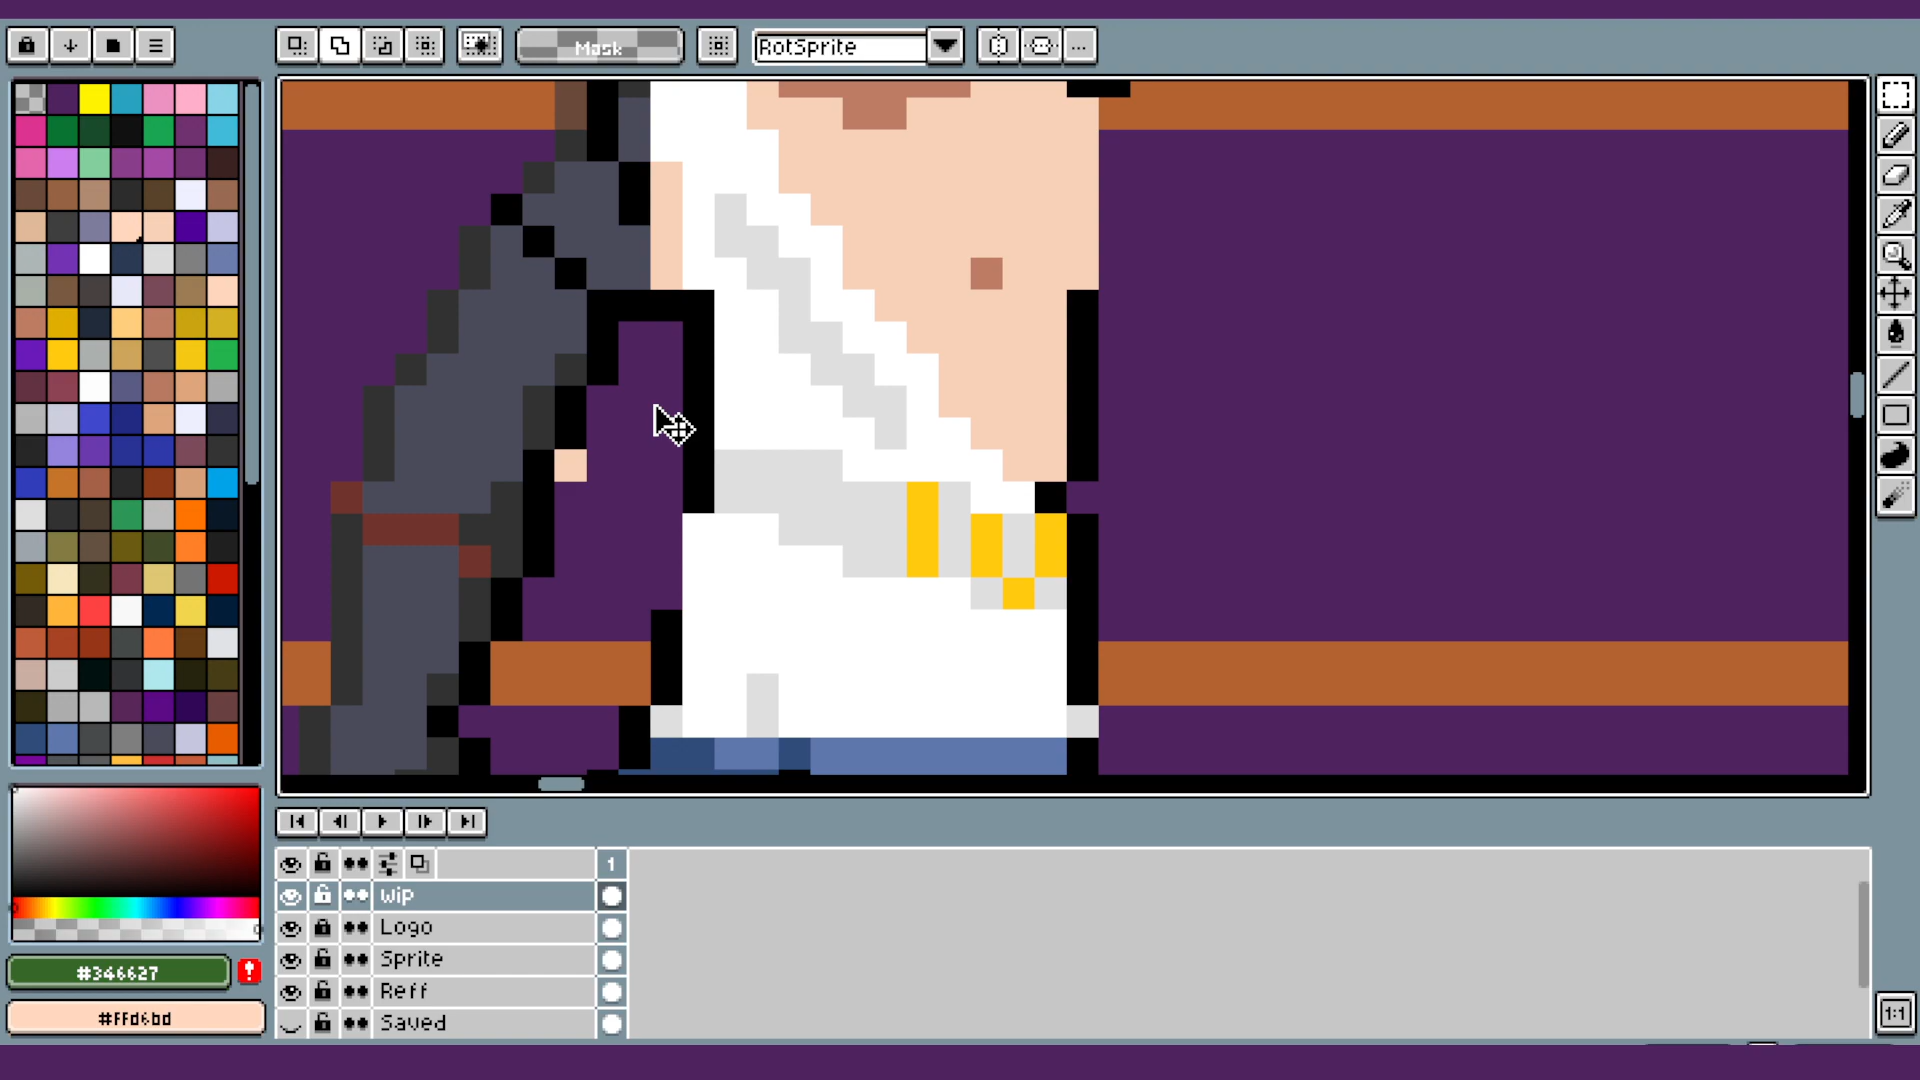 Mask
RotSprite
...
1
wip
Logo
Sprite
Reff
Saved
#346627
!
#ffd6bd
1:1